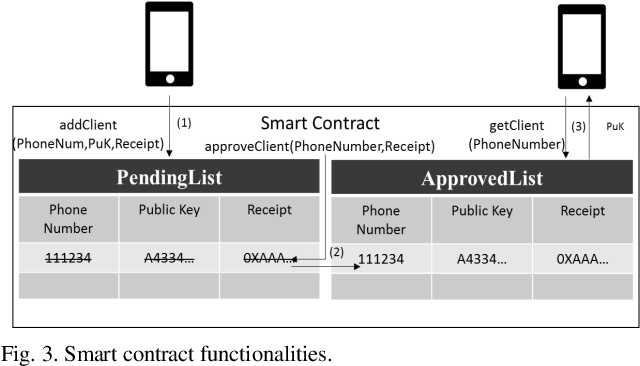 addClient
(PhoneNum,PuK,Receipt)
(1)
Smart Contract
approveClient(PhoneNumber,Receipt)
getClient
(PhoneNumber)
(3)
PuK
PendingList
Phone Number
Public Key
Receipt
111234
A4334...
0XAAA...
(2)
ApprovedList
Phone Number
Public Key
Receipt
111234
A4334...
0XAAA...
Fig. 3. Smart contract functionalities.